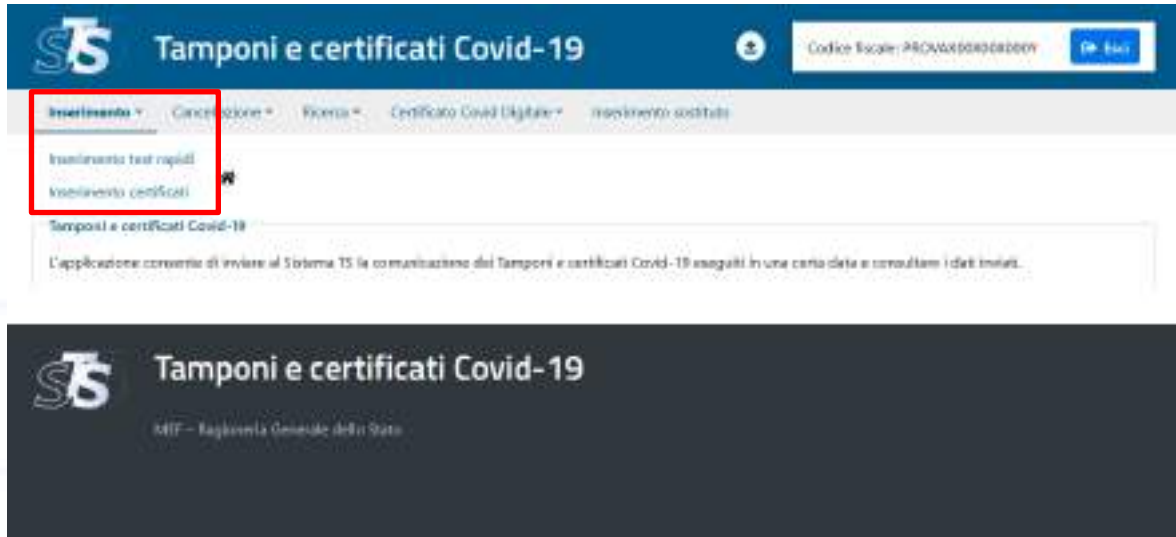 STS
Tamponi e certificati Covid-19
Codice fiscale:
Esci
Inserimento
Cancellazione
Ricerca
Certificato Covid Digitale
Inserimento sostituto
Inserimento test rapidi
Inserimento certificati
Tamponi e certificati Covid-19
L'applicazione consente di inviare al Sistema TS la comunicazione dei Tamponi e certificati Covid-19 eseguiti in una certa data e consultare i dati inviati.
STS
Tamponi e certificati Covid-19
MEF - Ragioneria Generale dello Stato